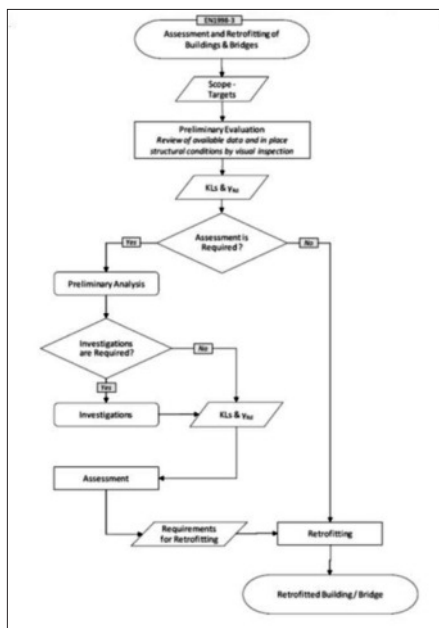 EN1998-3
Assessment and Retrofitting of
Buildings & Bridges
Scope -
Targets
Preliminary Evaluation
Review of available data and in place
structural conditions by visual inspection
KLs & γRd
Assessment is
Required?
Yes
No
Preliminary Analysis
Investigations
are Required?
No
Yes
Investigations
KLs & γRd
Assessment
Requirements
for Retrofitting
Retrofitting
Retrofitted Building / Bridge